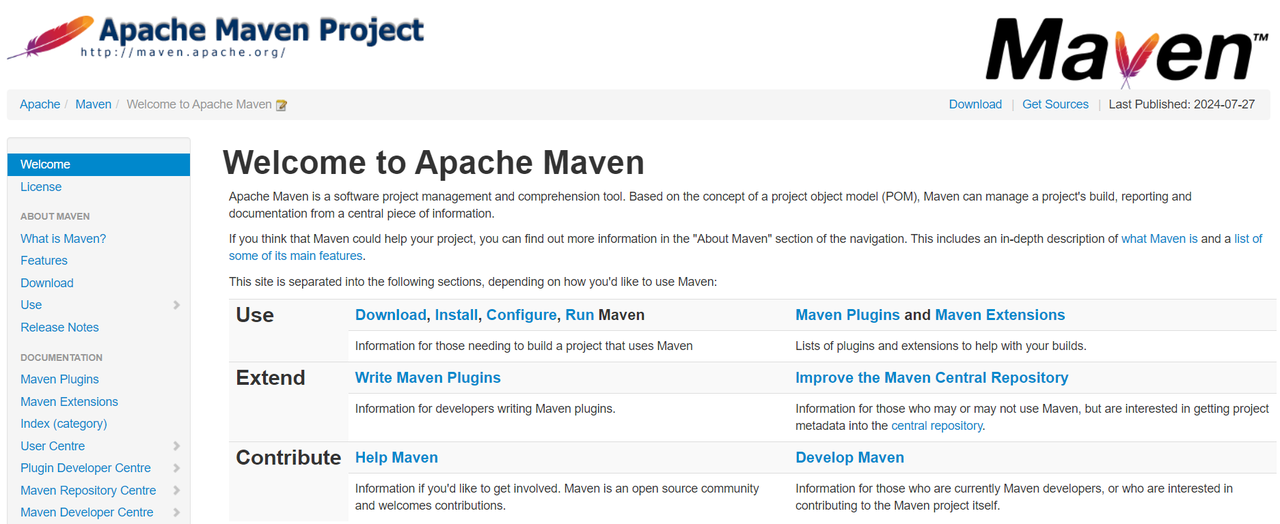 Apache Maven Project
http://maven.apache.org/
Maven™
Apache / Maven / Welcome to Apache Maven
Download | Get Sources | Last Published: 2024-07-27
Welcome
License
ABOUT MAVEN
What is Maven?
Features
Download
Use
Release Notes
DOCUMENTATION
Maven Plugins
Maven Extensions
Index (category)
User Centre
Plugin Developer Centre
Maven Repository Centre
Maven Developer Centre
Welcome to Apache Maven
Apache Maven is a software project management and comprehension tool. Based on the concept of a project object model (POM), Maven can manage a project's build, reporting and
documentation from a central piece of information.
If you think that Maven could help your project, you can find out more information in the "About Maven" section of the navigation. This includes an in-depth description of what Maven is and a list of
some of its main features.
This site is separated into the following sections, depending on how you'd like to use Maven:
Use
Download, Install, Configure, Run Maven
Information for those needing to build a project that uses Maven
Maven Plugins and Maven Extensions
Lists of plugins and extensions to help with your builds.
Extend
Write Maven Plugins
Information for developers writing Maven plugins.
Improve the Maven Central Repository
Information for those who may or may not use Maven, but are interested in getting project
metadata into the central repository.
Contribute
Help Maven
Information if you'd like to get involved. Maven is an open source community
and welcomes contributions.
Develop Maven
Information for those who are currently Maven developers, or who are interested in
contributing to the Maven project itself.